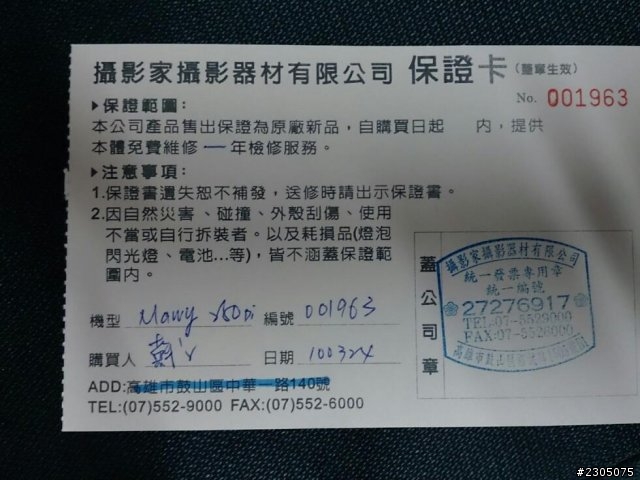 攝影家攝影器材有限公司 保證卡 (蓋章生效)
No. 001963
▶保證範圍:
本公司產品售出保證為原廠新品，自購買日起 內，提供
本體免費維修一年檢修服務。
▶注意事項:
1.保證書遺失恕不補發，送修時請出示保證書。
2.因自然災害、碰撞、外殼刮傷、使用
不當或自行拆裝者。以及耗損品(燈泡
閃光燈、電池...等)，皆不涵蓋保證範
圍內。
機型 編號 001963
購買人 日期 100324
ADD:高雄市鼓山區中華一路140號
TEL:(07)552-9000 FAX:(07)552-6000
蓋公司章
攝影家攝影器材有限公司
統一發票專用章
統一編號
27276917
TEL:07-5529000
FAX:07-5526000
#2305075